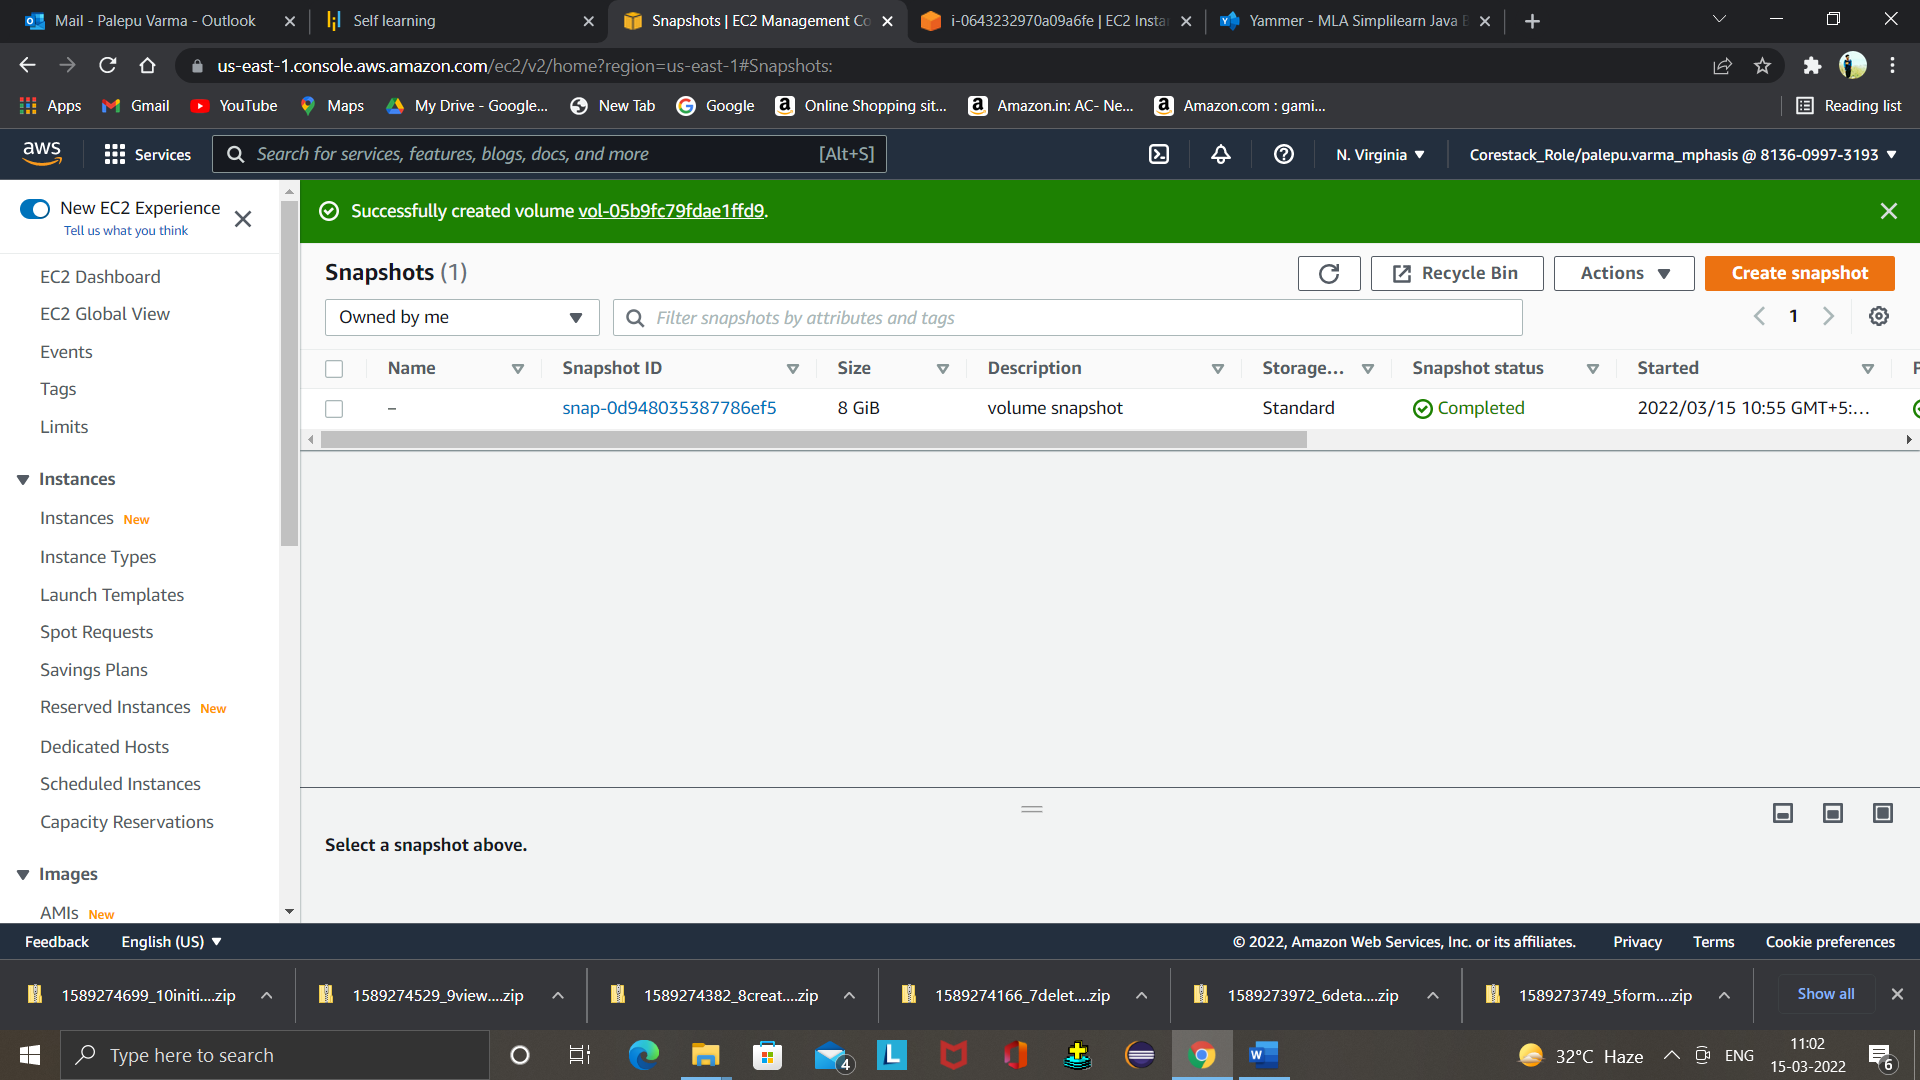 Mail - Palepu Varma - Outlook
Self learning
Snapshots | EC2 Management Co
i-0643232970a09a6fe | EC2 Instan
Yammer - MLA Simplilearn Java B
us-east-1.console.aws.amazon.com/ec2/v2/home?region=us-east-1#Snapshots:
Apps
Gmail
YouTube
Maps
My Drive - Google...
New Tab
Google
Online Shopping sit...
Amazon.in: AC- Ne...
Amazon.com : gami...
Reading list
aws
Services
Search for services, features, blogs, docs, and more
[Alt+S]
N. Virginia
Corestack_Role/palepu.varma_mphasis @ 8136-0997-3193
New EC2 Experience
Tell us what you think
Successfully created volume vol-05b9fc79fdae1ffd9.
EC2 Dashboard
EC2 Global View
Events
Tags
Limits
Instances
Instances New
Instance Types
Launch Templates
Spot Requests
Savings Plans
Reserved Instances New
Dedicated Hosts
Scheduled Instances
Capacity Reservations
Images
AMIs New
Snapshots (1)
Recycle Bin
Actions
Create snapshot
Owned by me
Filter snapshots by attributes and tags
1
Name
Snapshot ID
Size
Description
Storage...
Snapshot status
Started
–
snap-0d948035387786ef5
8 GiB
volume snapshot
Standard
Completed
2022/03/15 10:55 GMT+5:...
Select a snapshot above.
Feedback
English (US)
© 2022, Amazon Web Services, Inc. or its affiliates.
Privacy
Terms
Cookie preferences
1589274699_10initi....zip
1589274529_9view....zip
1589274382_8creat....zip
1589274166_7delet....zip
1589273972_6deta....zip
1589273749_5form....zip
Show all
Type here to search
4
L
W
32°C Haze
ENG
11:02
15-03-2022
6